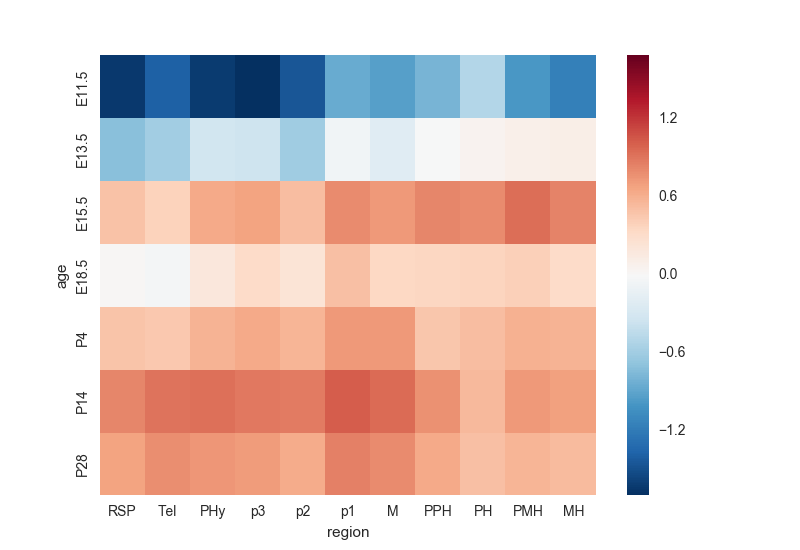 E11.5
E13.5
E15.5
E18.5
P4
P14
P28
age
RSP Tel PHy p3 p2 p1 M PPH PH PMH MH
region
1.2
0.6
0.0
−0.6
−1.2